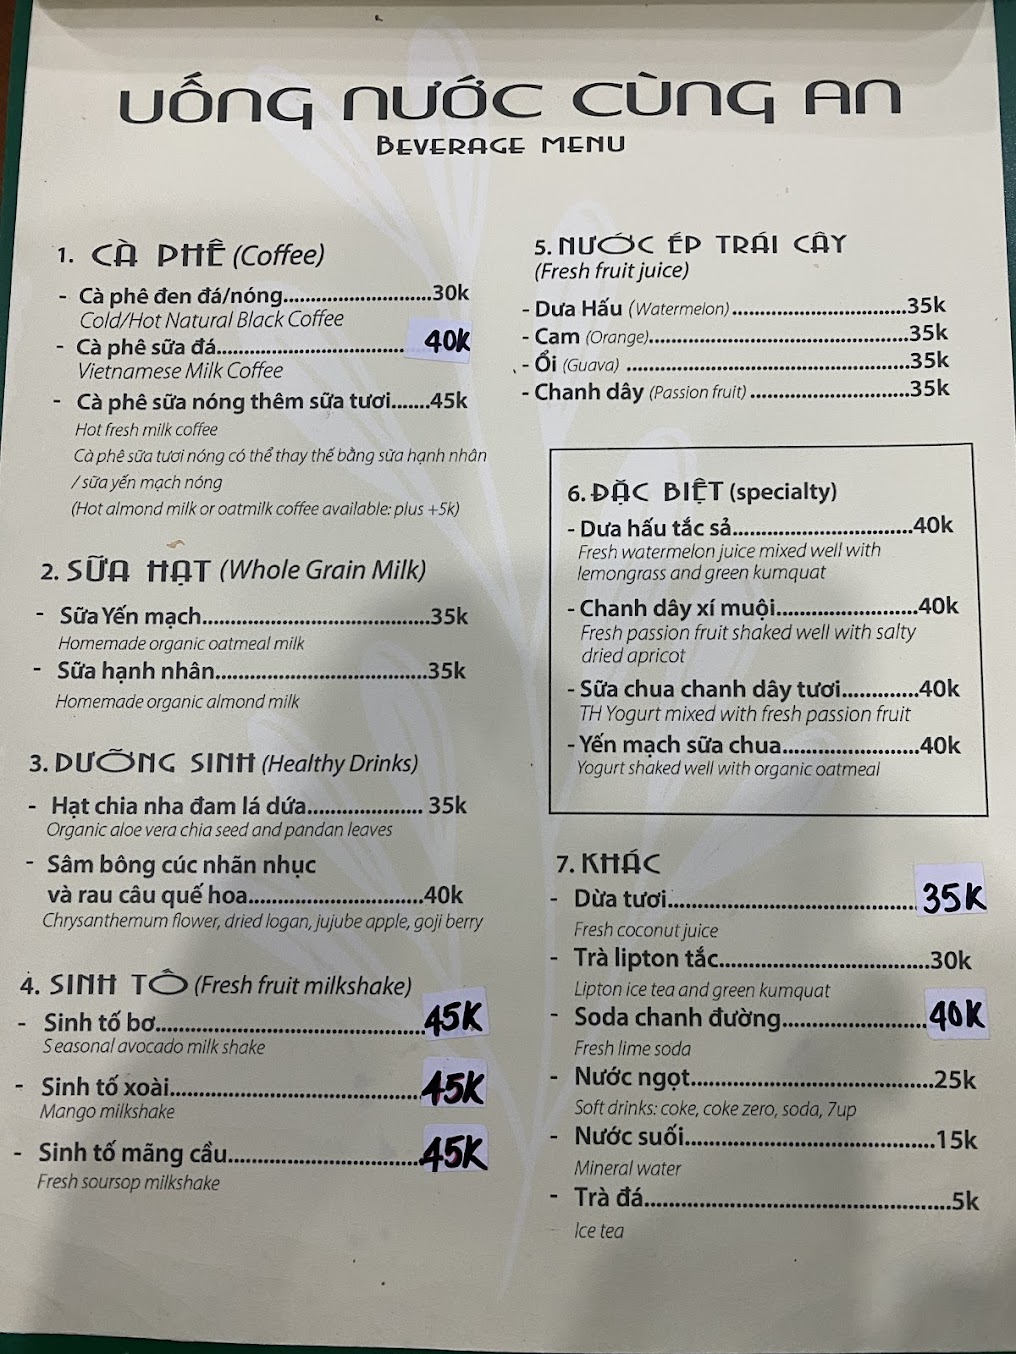 UỐNG NƯỚC CÙNG AN
BEVERAGE MENU
1. CÀ PHÊ (Coffee)
- Cà phê đen đá/nóng............................30k
Cold/Hot Natural Black Coffee
- Cà phê sữa đá................................... 40K
Vietnamese Milk Coffee
- Cà phê sữa nóng thêm sữa tươi.......45k
Hot fresh milk coffee
Cà phê sữa tươi nóng có thể thay thế bằng sữa hạnh nhân
/ sữa yến mạch nóng
(Hot almond milk or oatmilk coffee available: plus +5k)
2. SỮA HẠT (Whole Grain Milk)
- Sữa Yến mạch.........................................35k
Homemade organic oatmeal milk
- Sữa hạnh nhân.......................................35k
Homemade organic almond milk
3. DƯỠNG SINH (Healthy Drinks)
- Hạt chia nha đam lá dứa.................... 35k
Organic aloe vera chia seed and pandan leaves
- Sâm bông cúc nhãn nhục
và rau câu quế hoa...............................40k
Chrysanthemum flower, dried logan, jujube apple, goji berry
4. SINH TỐ (Fresh fruit milkshake)
- Sinh tố bơ...............................................45K
Seasonal avocado milk shake
- Sinh tố xoài............................................45K
Mango milkshake
- Sinh tố mãng cầu..................................45K
Fresh soursop milkshake
5. NƯỚC ÉP TRÁI CÂY
(Fresh fruit juice)
- Dưa Hấu (Watermelon)...............................35k
- Cam (Orange)..............................................35k
- Ổi (Guava) ..................................................35k
- Chanh dây (Passion fruit)............................35k
6. ĐẶC BIỆT (specialty)
- Dưa hấu tắc sả................................40k
Fresh watermelon juice mixed well with
lemongrass and green kumquat
- Chanh dây xí muội.........................40k
Fresh passion fruit shaked well with salty
dried apricot
- Sữa chua chanh dây tươi.............40k
TH Yogurt mixed with fresh passion fruit
- Yến mạch sữa chua........................40k
Yogurt shaked well with organic oatmeal
7. KHÁC
- Dừa tươi............................................35K
Fresh coconut juice
- Trà lipton tắc.....................................30k
Lipton ice tea and green kumquat
- Soda chanh đường.........................40K
Fresh lime soda
- Nước ngọt...........................................25k
Soft drinks: coke, coke zero, soda, 7up
- Nước suối............................................15k
Mineral water
- Trà đá.....................................................5k
Ice tea